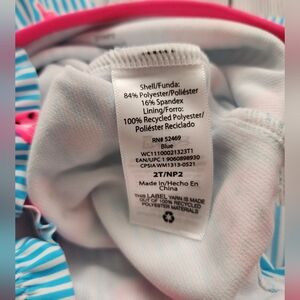 Shell/Funda:
84% Polyester/Poliéster
16% Spandex
Lining/Forro:
100% Recycled Polyester/
Poliéster Reciclado
RN# 52469
Blue
WC11100021323T1
EAN/UPC 1 9060898930
CPSIA WM1313-0521
2T/NP2
Made in/Hecho En
China
THIS LABEL YARN IS MADE
OUT OF 100% RECYCLED
POLYESTER MATERIALS